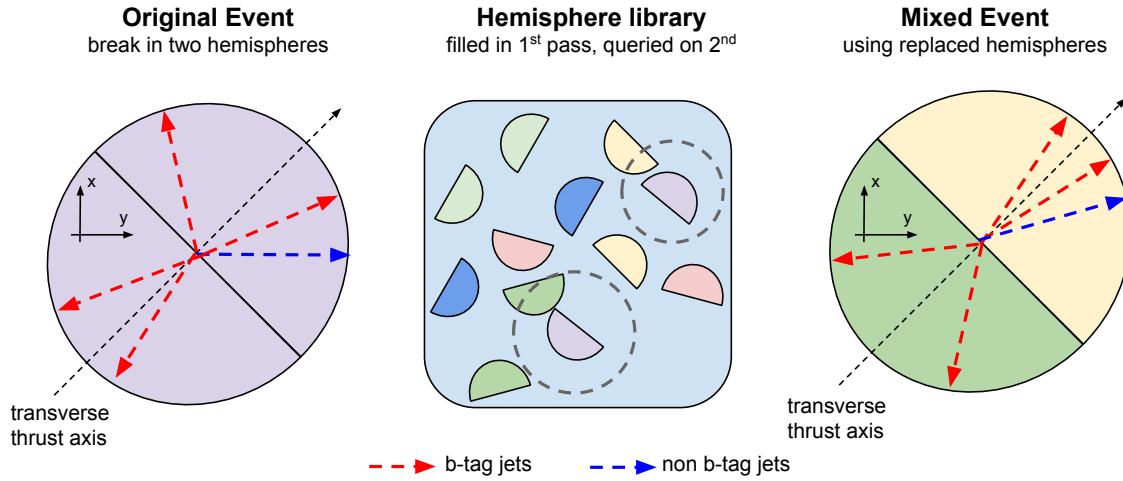 Original Event
break in two hemispheres
Hemisphere library
filled in 1st pass, queried on 2nd
Mixed Event
using replaced hemispheres
x
y
transverse
thrust axis
x
y
transverse
thrust axis
b-tag jets
non b-tag jets